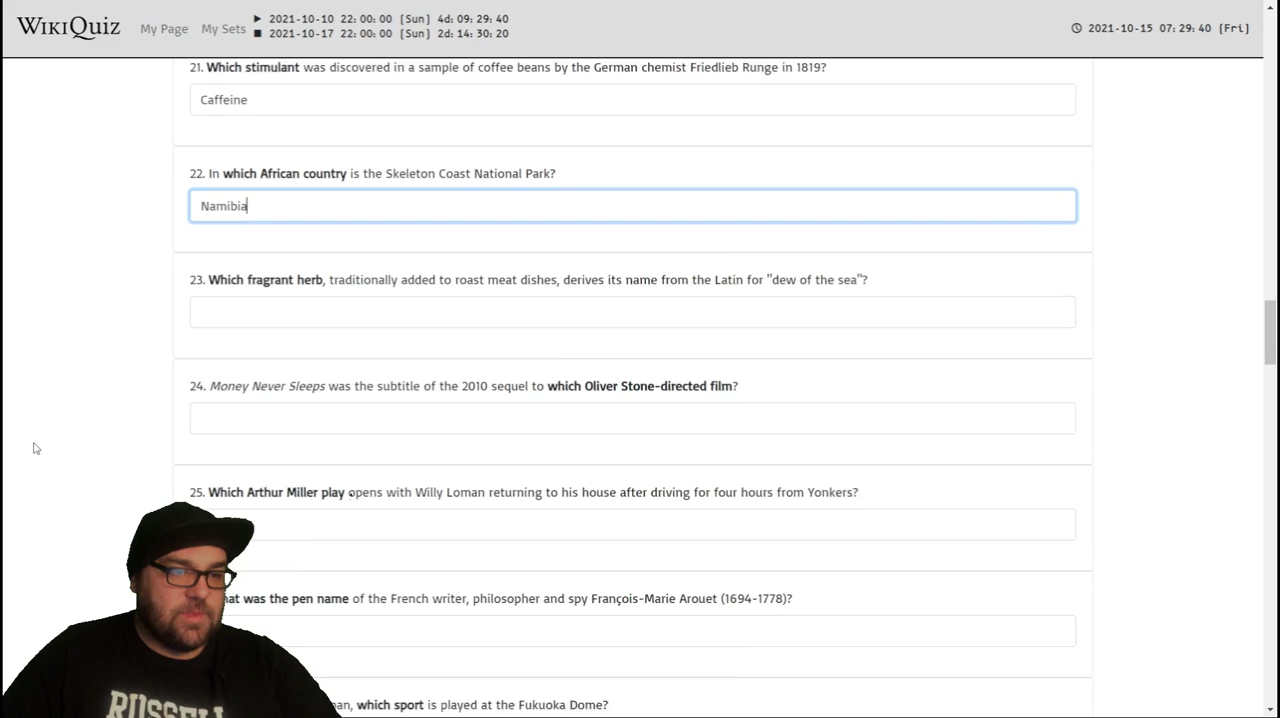 WikiQuiz
My Page
My Sets
▶ 2021-10-10 22:00:00 [Sun] 4d:09:29:40
■ 2021-10-17 22:00:00 [Sun] 2d:14:30:20
2021-10-15 07:29:40 [Fri]
21. Which stimulant was discovered in a sample of coffee beans by the German chemist Friedlieb Runge in 1819?
Caffeine
22. In which African country is the Skeleton Coast National Park?
Namibia
23. Which fragrant herb, traditionally added to roast meat dishes, derives its name from the Latin for "dew of the sea"?
24. Money Never Sleeps was the subtitle of the 2010 sequel to which Oliver Stone-directed film?
25. Which Arthur Miller play opens with Willy Loman returning to his house after driving for four hours from Yonkers?
was the pen name of the French writer, philosopher and spy François-Marie Arouet (1694-1778)?
which sport is played at the Fukuoka Dome?
RUSSELL